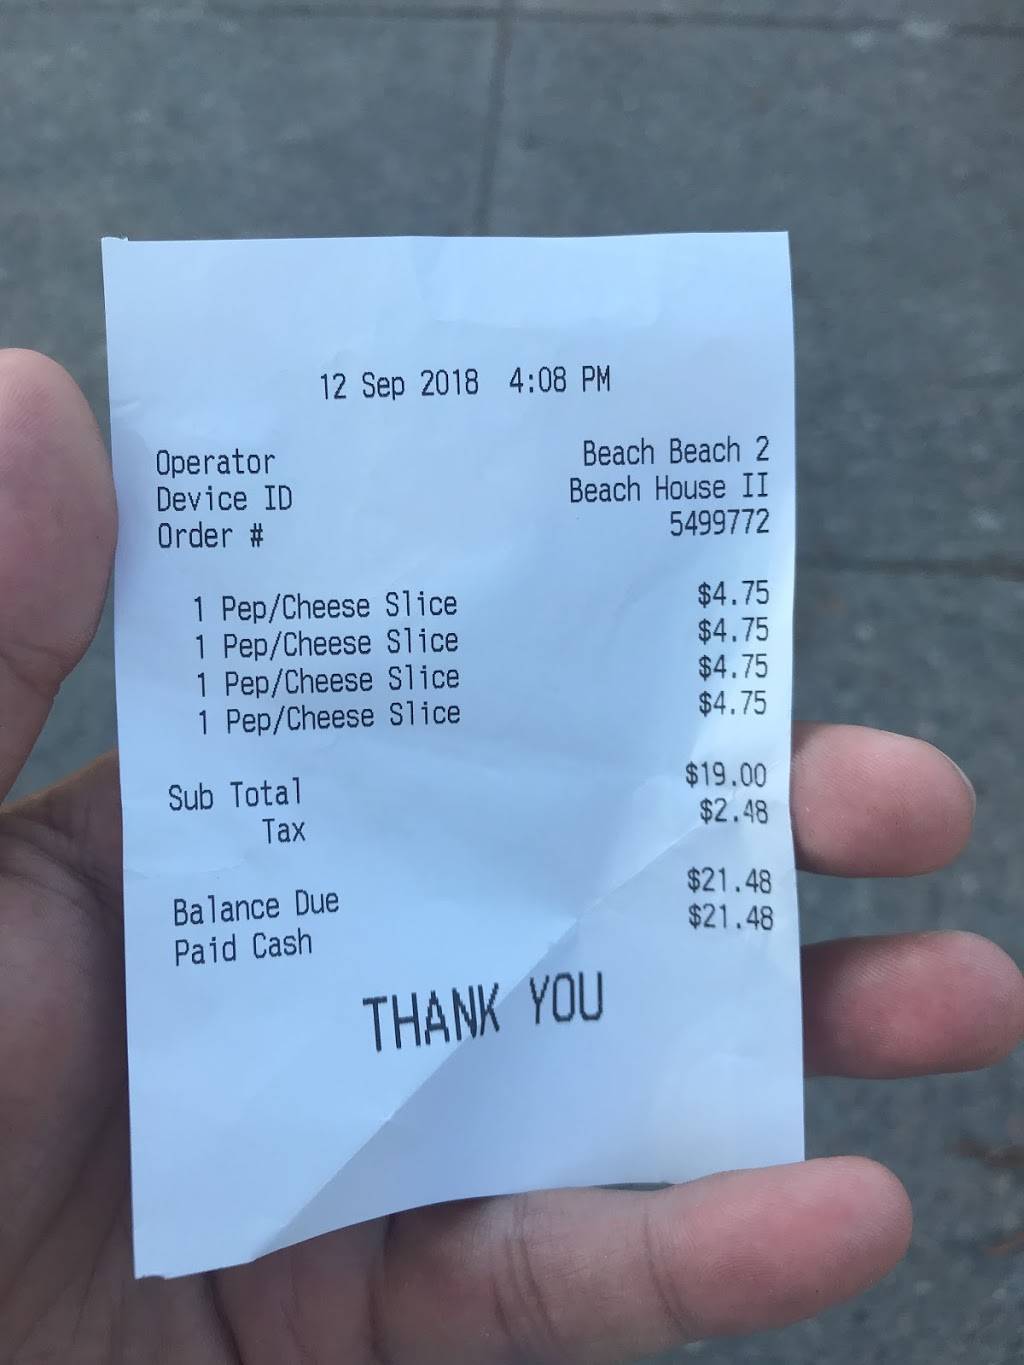 12 Sep 2018 4:08 PM
Operator Beach Beach 2
Device ID Beach House II
Order # 5499772
1 Pep/Cheese Slice $4.75
1 Pep/Cheese Slice $4.75
1 Pep/Cheese Slice $4.75
1 Pep/Cheese Slice $4.75
Sub Total $19.00
Tax $2.48
Balance Due $21.48
Paid Cash $21.48
THANK YOU